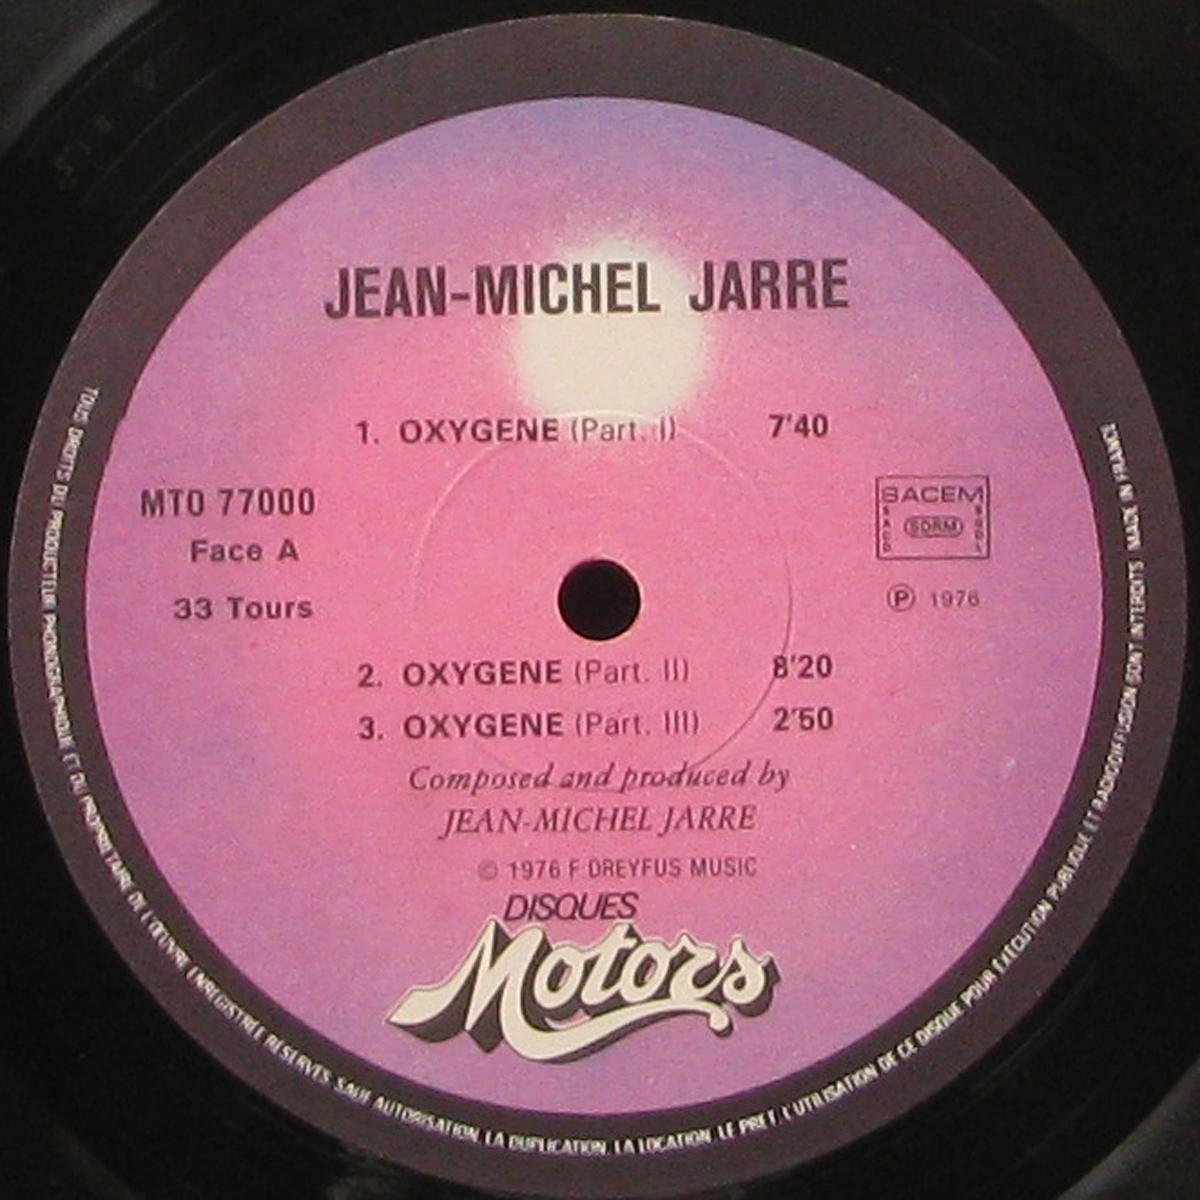 JEAN-MICHEL JARRE
1. OXYGENE (Part. I) 7'40
MTO 77000
Face A
33 Tours
SACEM
SDRM
SACD
Ⓟ 1976
2. OXYGENE (Part. II) 8'20
3. OXYGENE (Part. III) 2'50
Composed and produced by
JEAN-MICHEL JARRE
© 1976 F DREYFUS MUSIC
DISQUES
Motors
TOUS DROITS DU PRODUCTEUR PHONOGRAPHIQUE ET DU PROPRIETAIRE DE L'ŒUVRE ENREGISTREE RESERVES. SAUF AUTORISATION, LA DUPLICATION, LA LOCATION, LE PRET, L'UTILISATION DE CE DISQUE POUR EXÉCUTION PUBLIQUE ET RADIODIFFUSION SONT INTERDITS MADE IN FRANCE